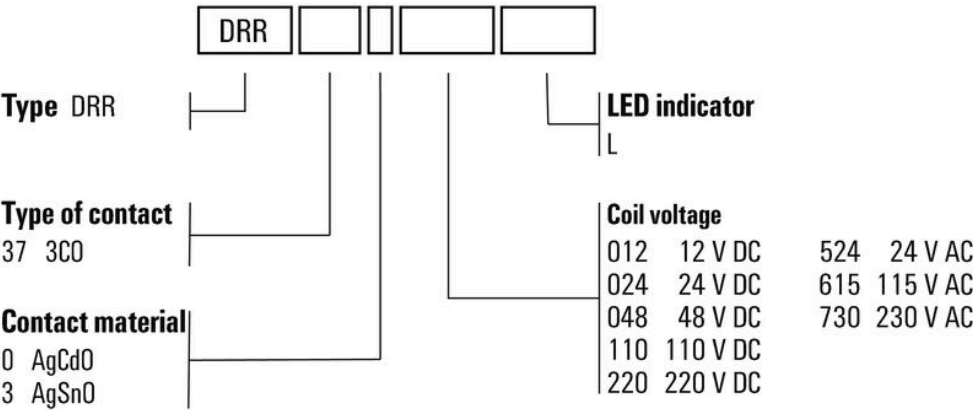 DRR
Type DRR
LED indicator
L
Type of contact
37 3CO
Contact material
0 AgCdO
3 AgSnO
Coil voltage
012 12 V DC 524 24 V AC
024 24 V DC 615 115 V AC
048 48 V DC 730 230 V AC
110 110 V DC
220 220 V DC